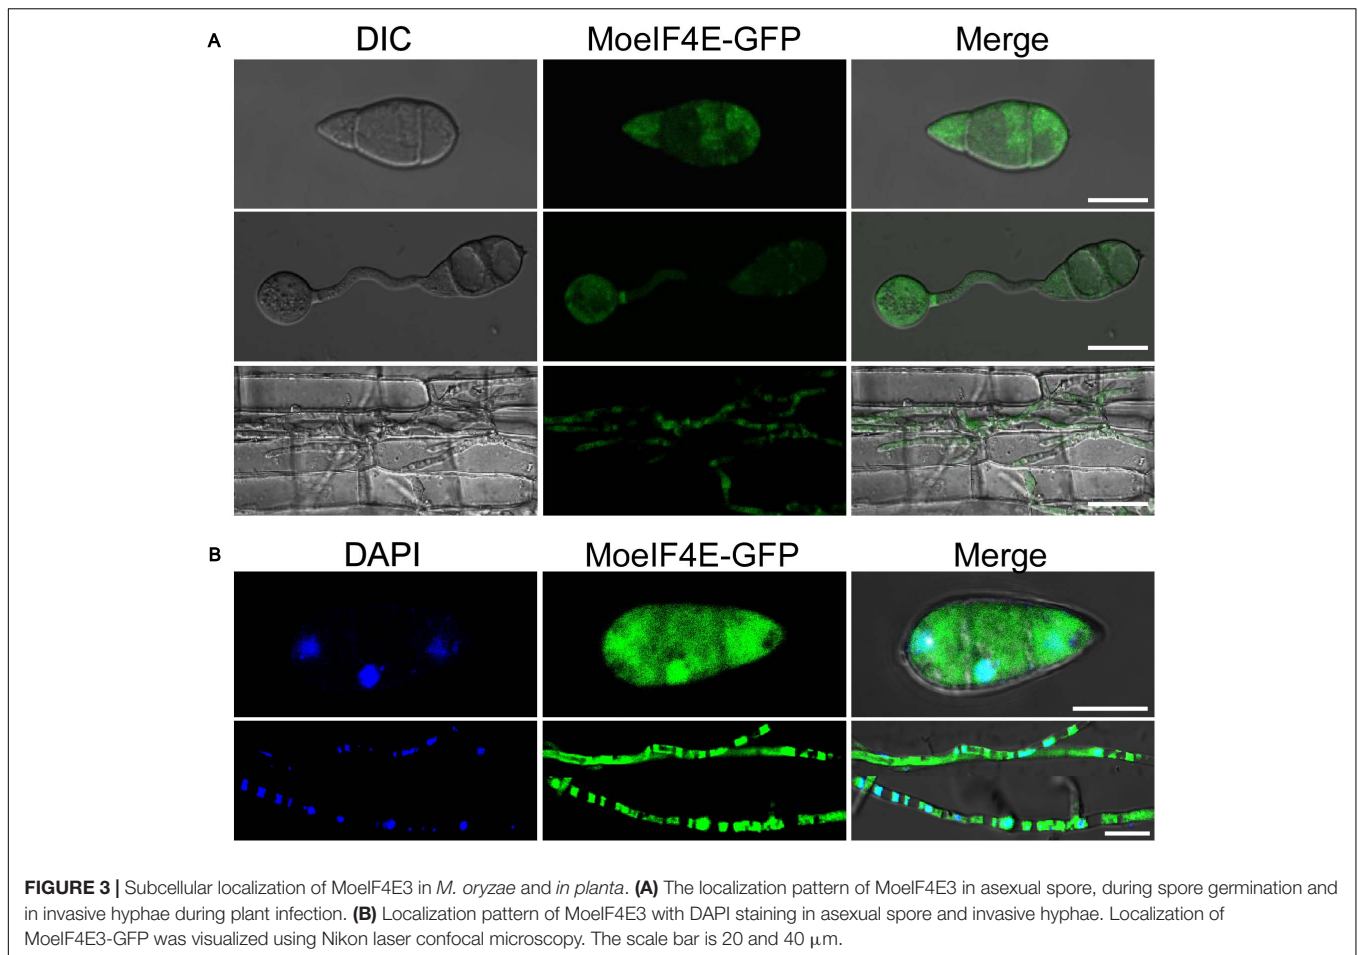 A
DIC
MoeIF4E-GFP
Merge
B
DAPI
MoeIF4E-GFP
Merge
FIGURE 3 | Subcellular localization of MoeIF4E3 in M. oryzae and in planta. (A) The localization pattern of MoeIF4E3 in asexual spore, during spore germination and
in invasive hyphae during plant infection. (B) Localization pattern of MoeIF4E3 with DAPI staining in asexual spore and invasive hyphae. Localization of
MoeIF4E3-GFP was visualized using Nikon laser confocal microscopy. The scale bar is 20 and 40 μm.